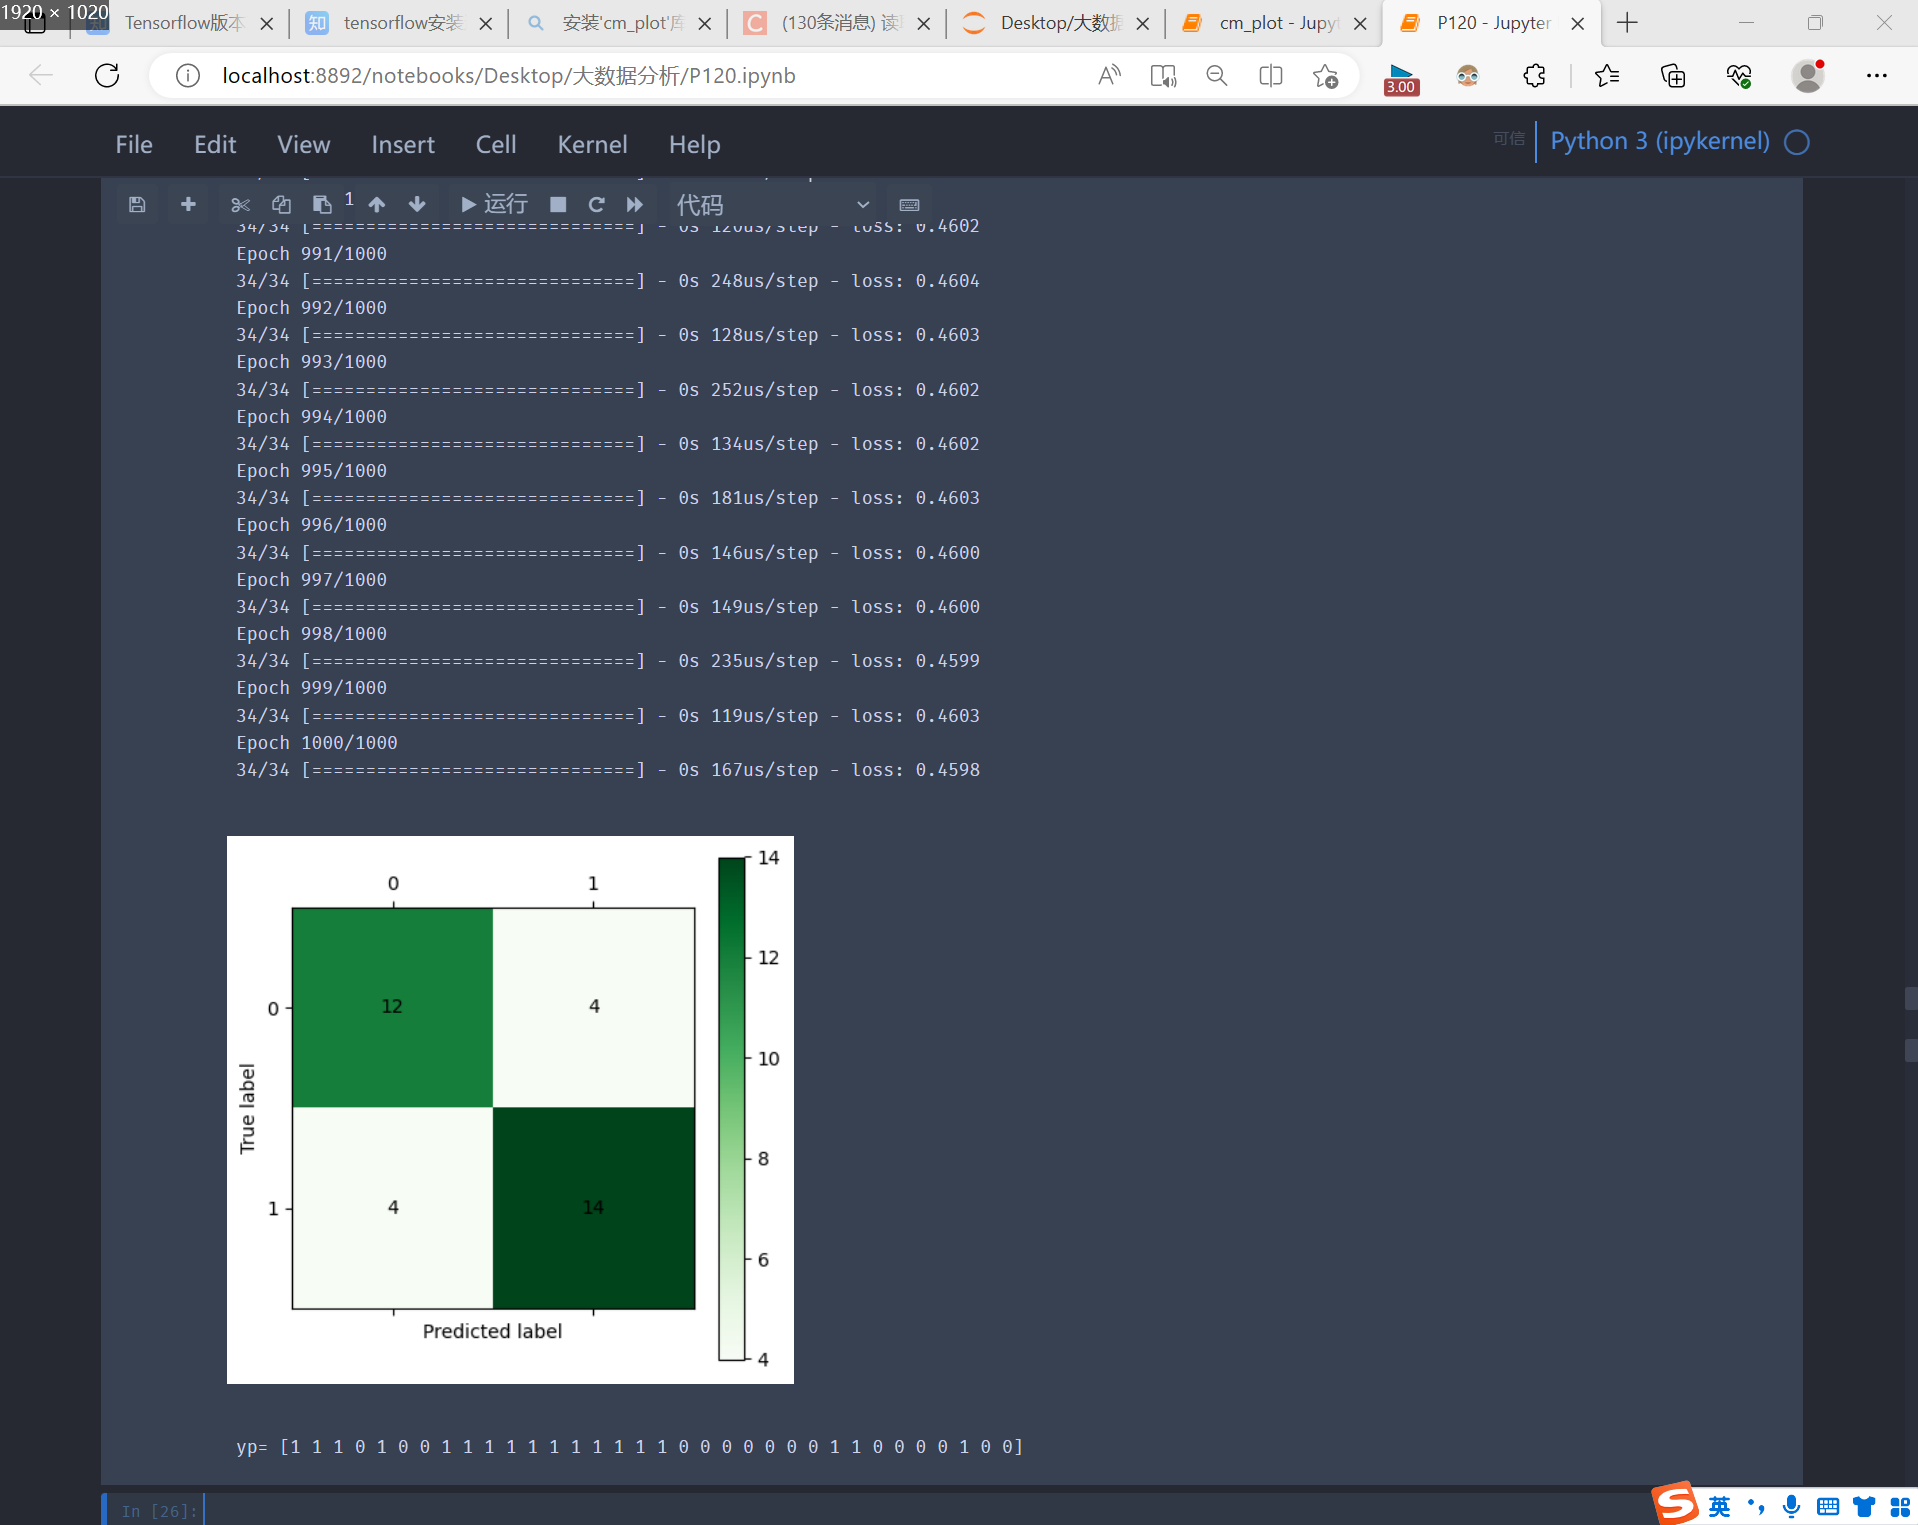 1920 × 1020
Tensorflow版本
tensorflow安装
安装'cm_plot'库
(130条消息) 读
Desktop/大数据
cm_plot - Jupyt
P120 - Jupyter
localhost:8892/notebooks/Desktop/大数据分析/P120.ipynb
3.00
File Edit View Insert Cell Kernel Help
可信
Python 3 (ipykernel)
1
运行
代码
34/34 [==============================] - 0s 120us/step - loss: 0.4602
Epoch 991/1000
34/34 [==============================] - 0s 248us/step - loss: 0.4604
Epoch 992/1000
34/34 [==============================] - 0s 128us/step - loss: 0.4603
Epoch 993/1000
34/34 [==============================] - 0s 252us/step - loss: 0.4602
Epoch 994/1000
34/34 [==============================] - 0s 134us/step - loss: 0.4602
Epoch 995/1000
34/34 [==============================] - 0s 181us/step - loss: 0.4603
Epoch 996/1000
34/34 [==============================] - 0s 146us/step - loss: 0.4600
Epoch 997/1000
34/34 [==============================] - 0s 149us/step - loss: 0.4600
Epoch 998/1000
34/34 [==============================] - 0s 235us/step - loss: 0.4599
Epoch 999/1000
34/34 [==============================] - 0s 119us/step - loss: 0.4603
Epoch 1000/1000
34/34 [==============================] - 0s 167us/step - loss: 0.4598
0 1
0
1
True label
12 4
4 14
Predicted label
14
12
10
8
6
4
yp= [1 1 1 0 1 0 0 1 1 1 1 1 1 1 1 1 1 1 0 0 0 0 0 0 0 1 1 0 0 0 0 1 0 0]
In [26]:
英